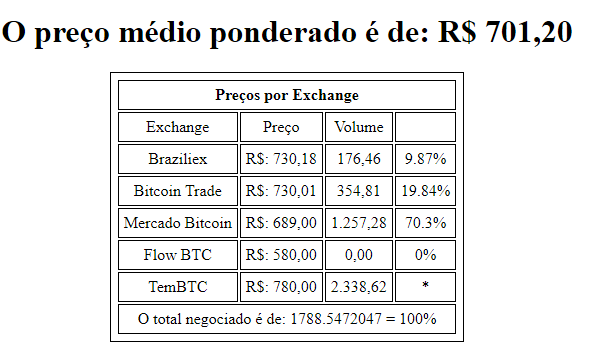 O preço médio ponderado é de: R$ 701,20
Preços por Exchange
Exchange Preço Volume
Braziliex R$: 730,18 176,46 9.87%
Bitcoin Trade R$: 730,01 354,81 19.84%
Mercado Bitcoin R$: 689,00 1.257,28 70.3%
Flow BTC R$: 580,00 0,00 0%
TemBTC R$: 780,00 2.338,62 *
O total negociado é de: 1788.5472047 = 100%